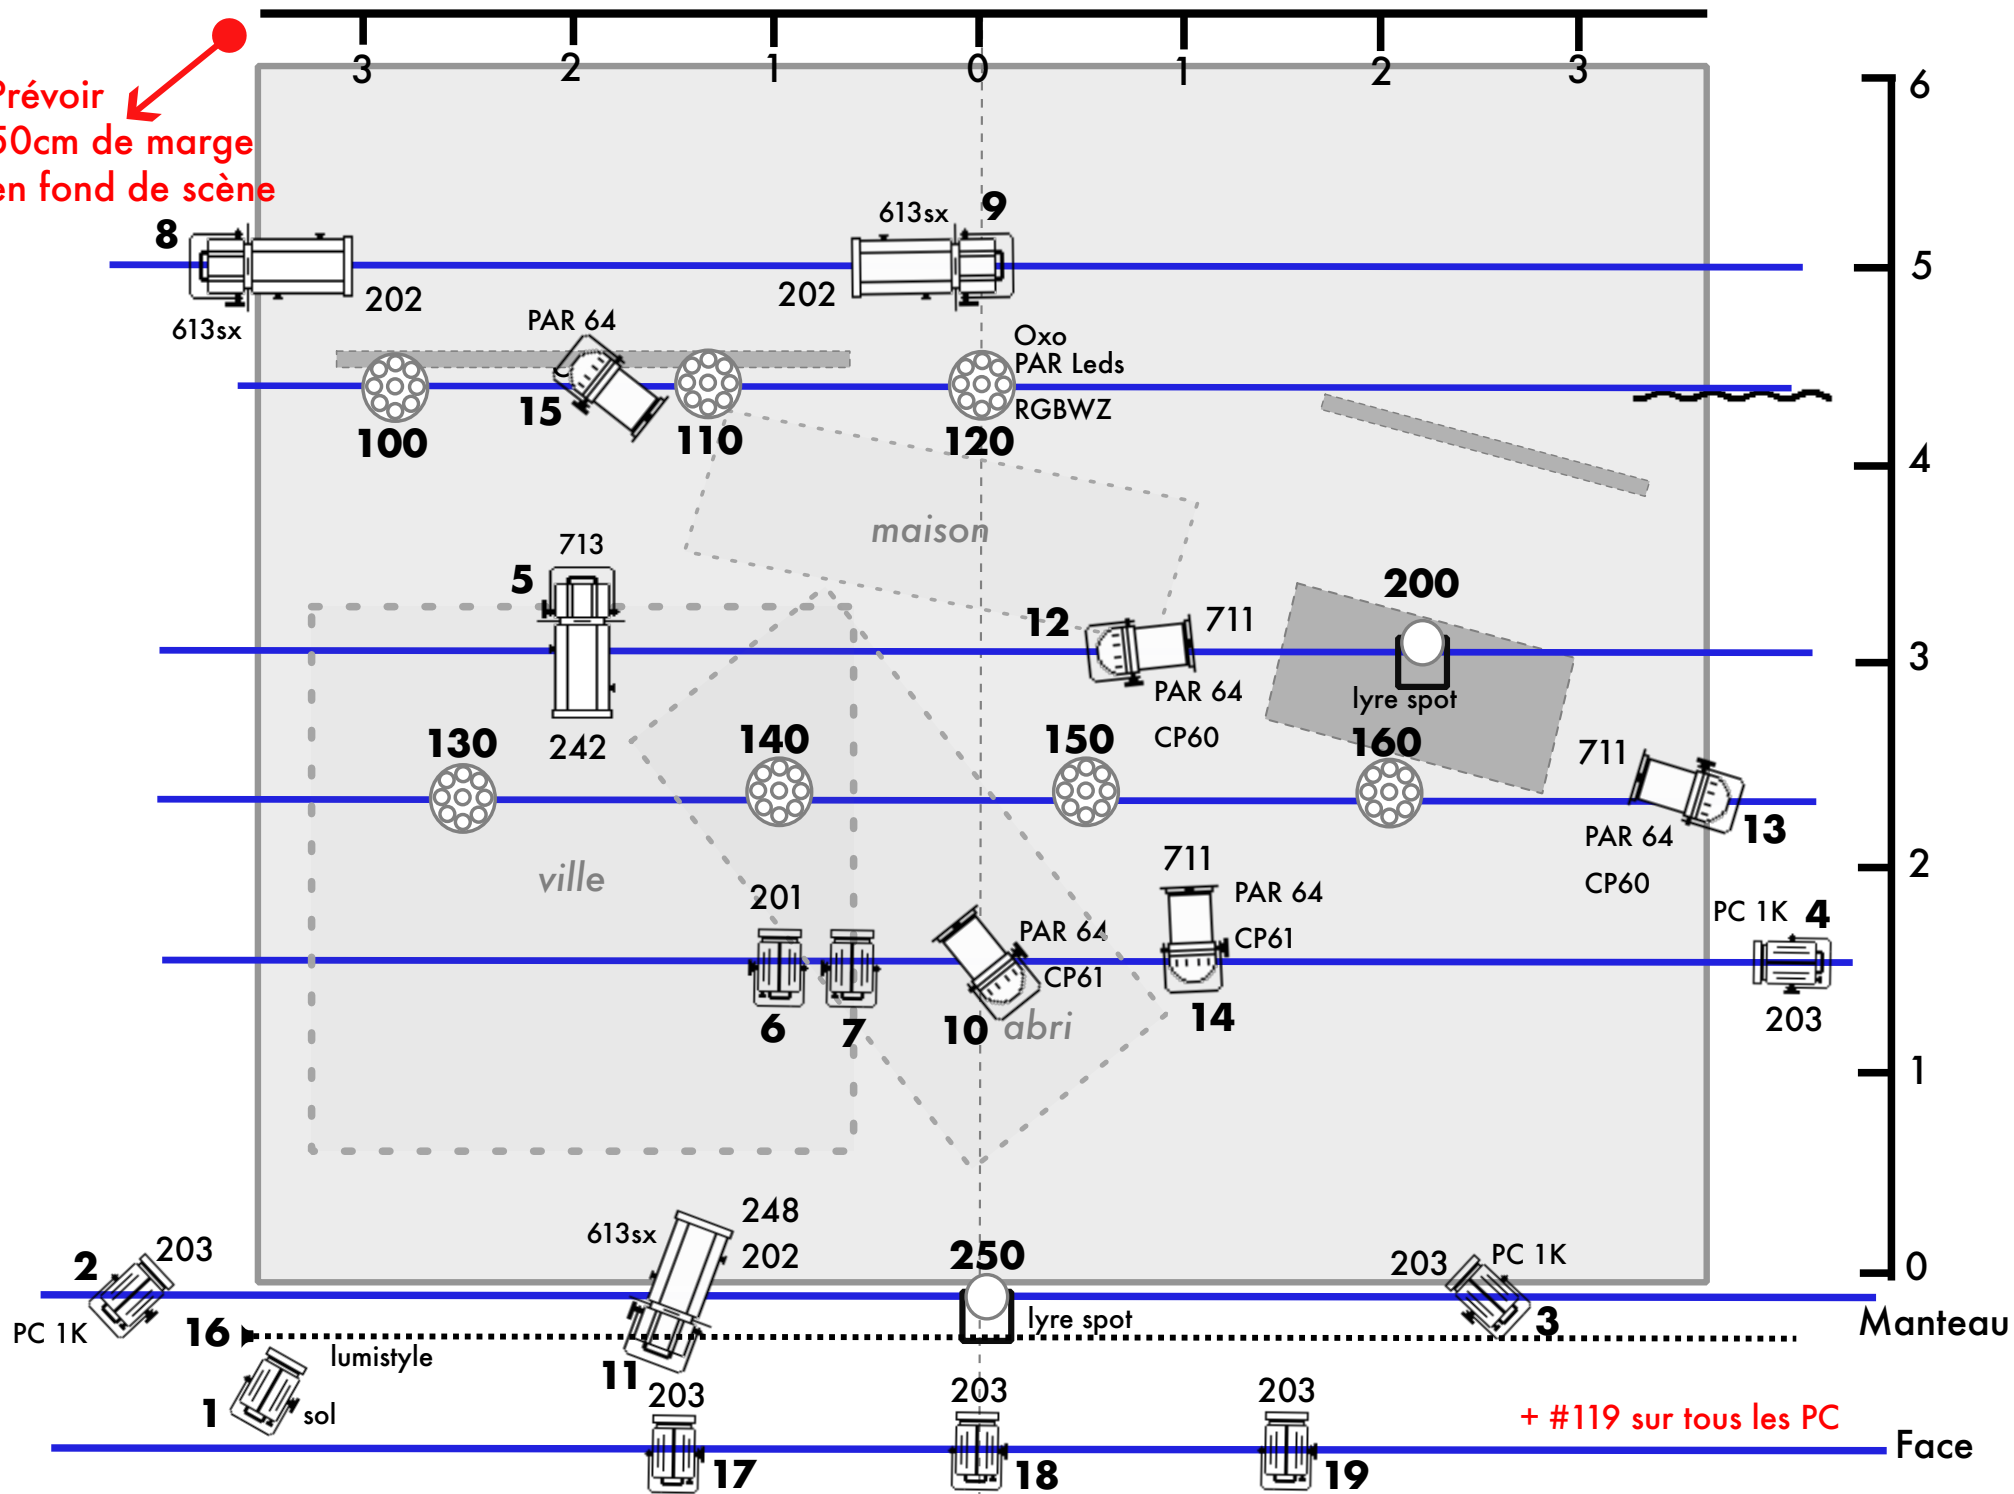 3 2 1 0 1 2 3
6
Prévoir
50cm de marge
en fond de scène
8
613sx 9
5
202
202
613sx
PAR 64
Oxo
PAR Leds
RGBWZ
15
100
110
120
4
maison
713
5
200
12
711
3
lyre spot
PAR 64
CP60
242
130
140
150
160
711
13
PAR 64
CP60
711
2
ville
201
PAR 64
CP61
PAR 64
CP61
PC 1K 4
203
6
7
10
abri
14
1
248
202
613sx
250
203
2
PC 1K
203
PC 1K
3
0
Manteau
lyre spot
16
lumistyle
11
1
sol
203
203
203
+ #119 sur tous les PC
Face
17
18
19